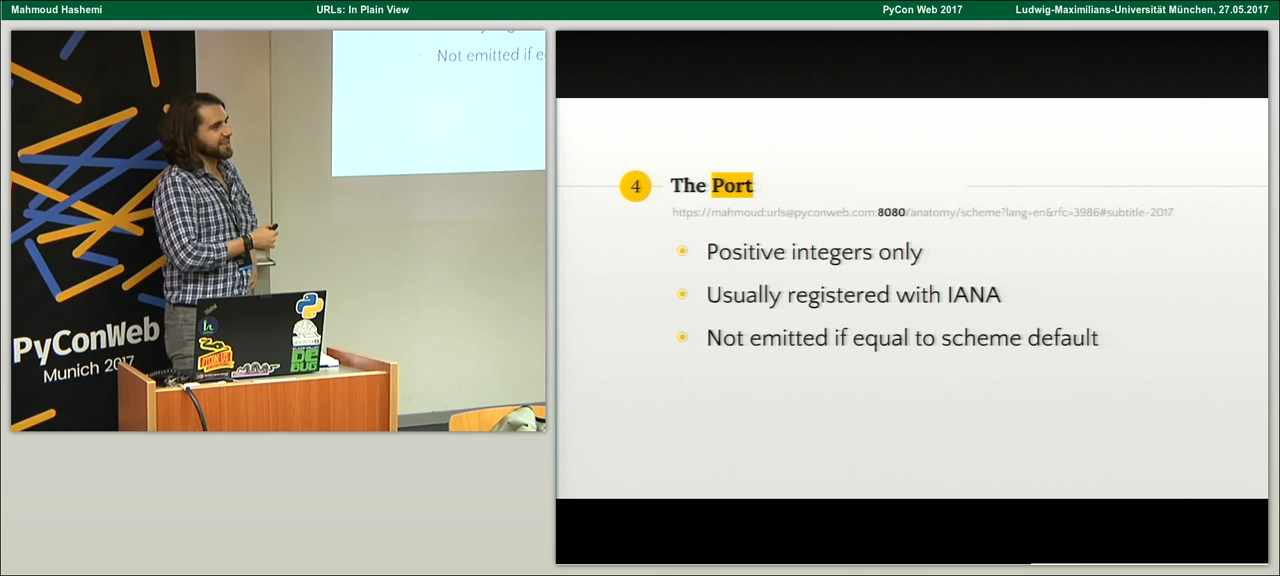 Mahmoud Hashemi
URLs: In Plain View
PyCon Web 2017
Ludwig-Maximilians-Universität München, 27.05.2017
Not emitted if e
PyConWeb
Munich 2017
DE
BUG
4
The Port
https://mahmoud:urls@pyconweb.com:8080/anatomy/scheme?lang=en&rfc=3986#subtitle-2017
Positive integers only
Usually registered with IANA
Not emitted if equal to scheme default